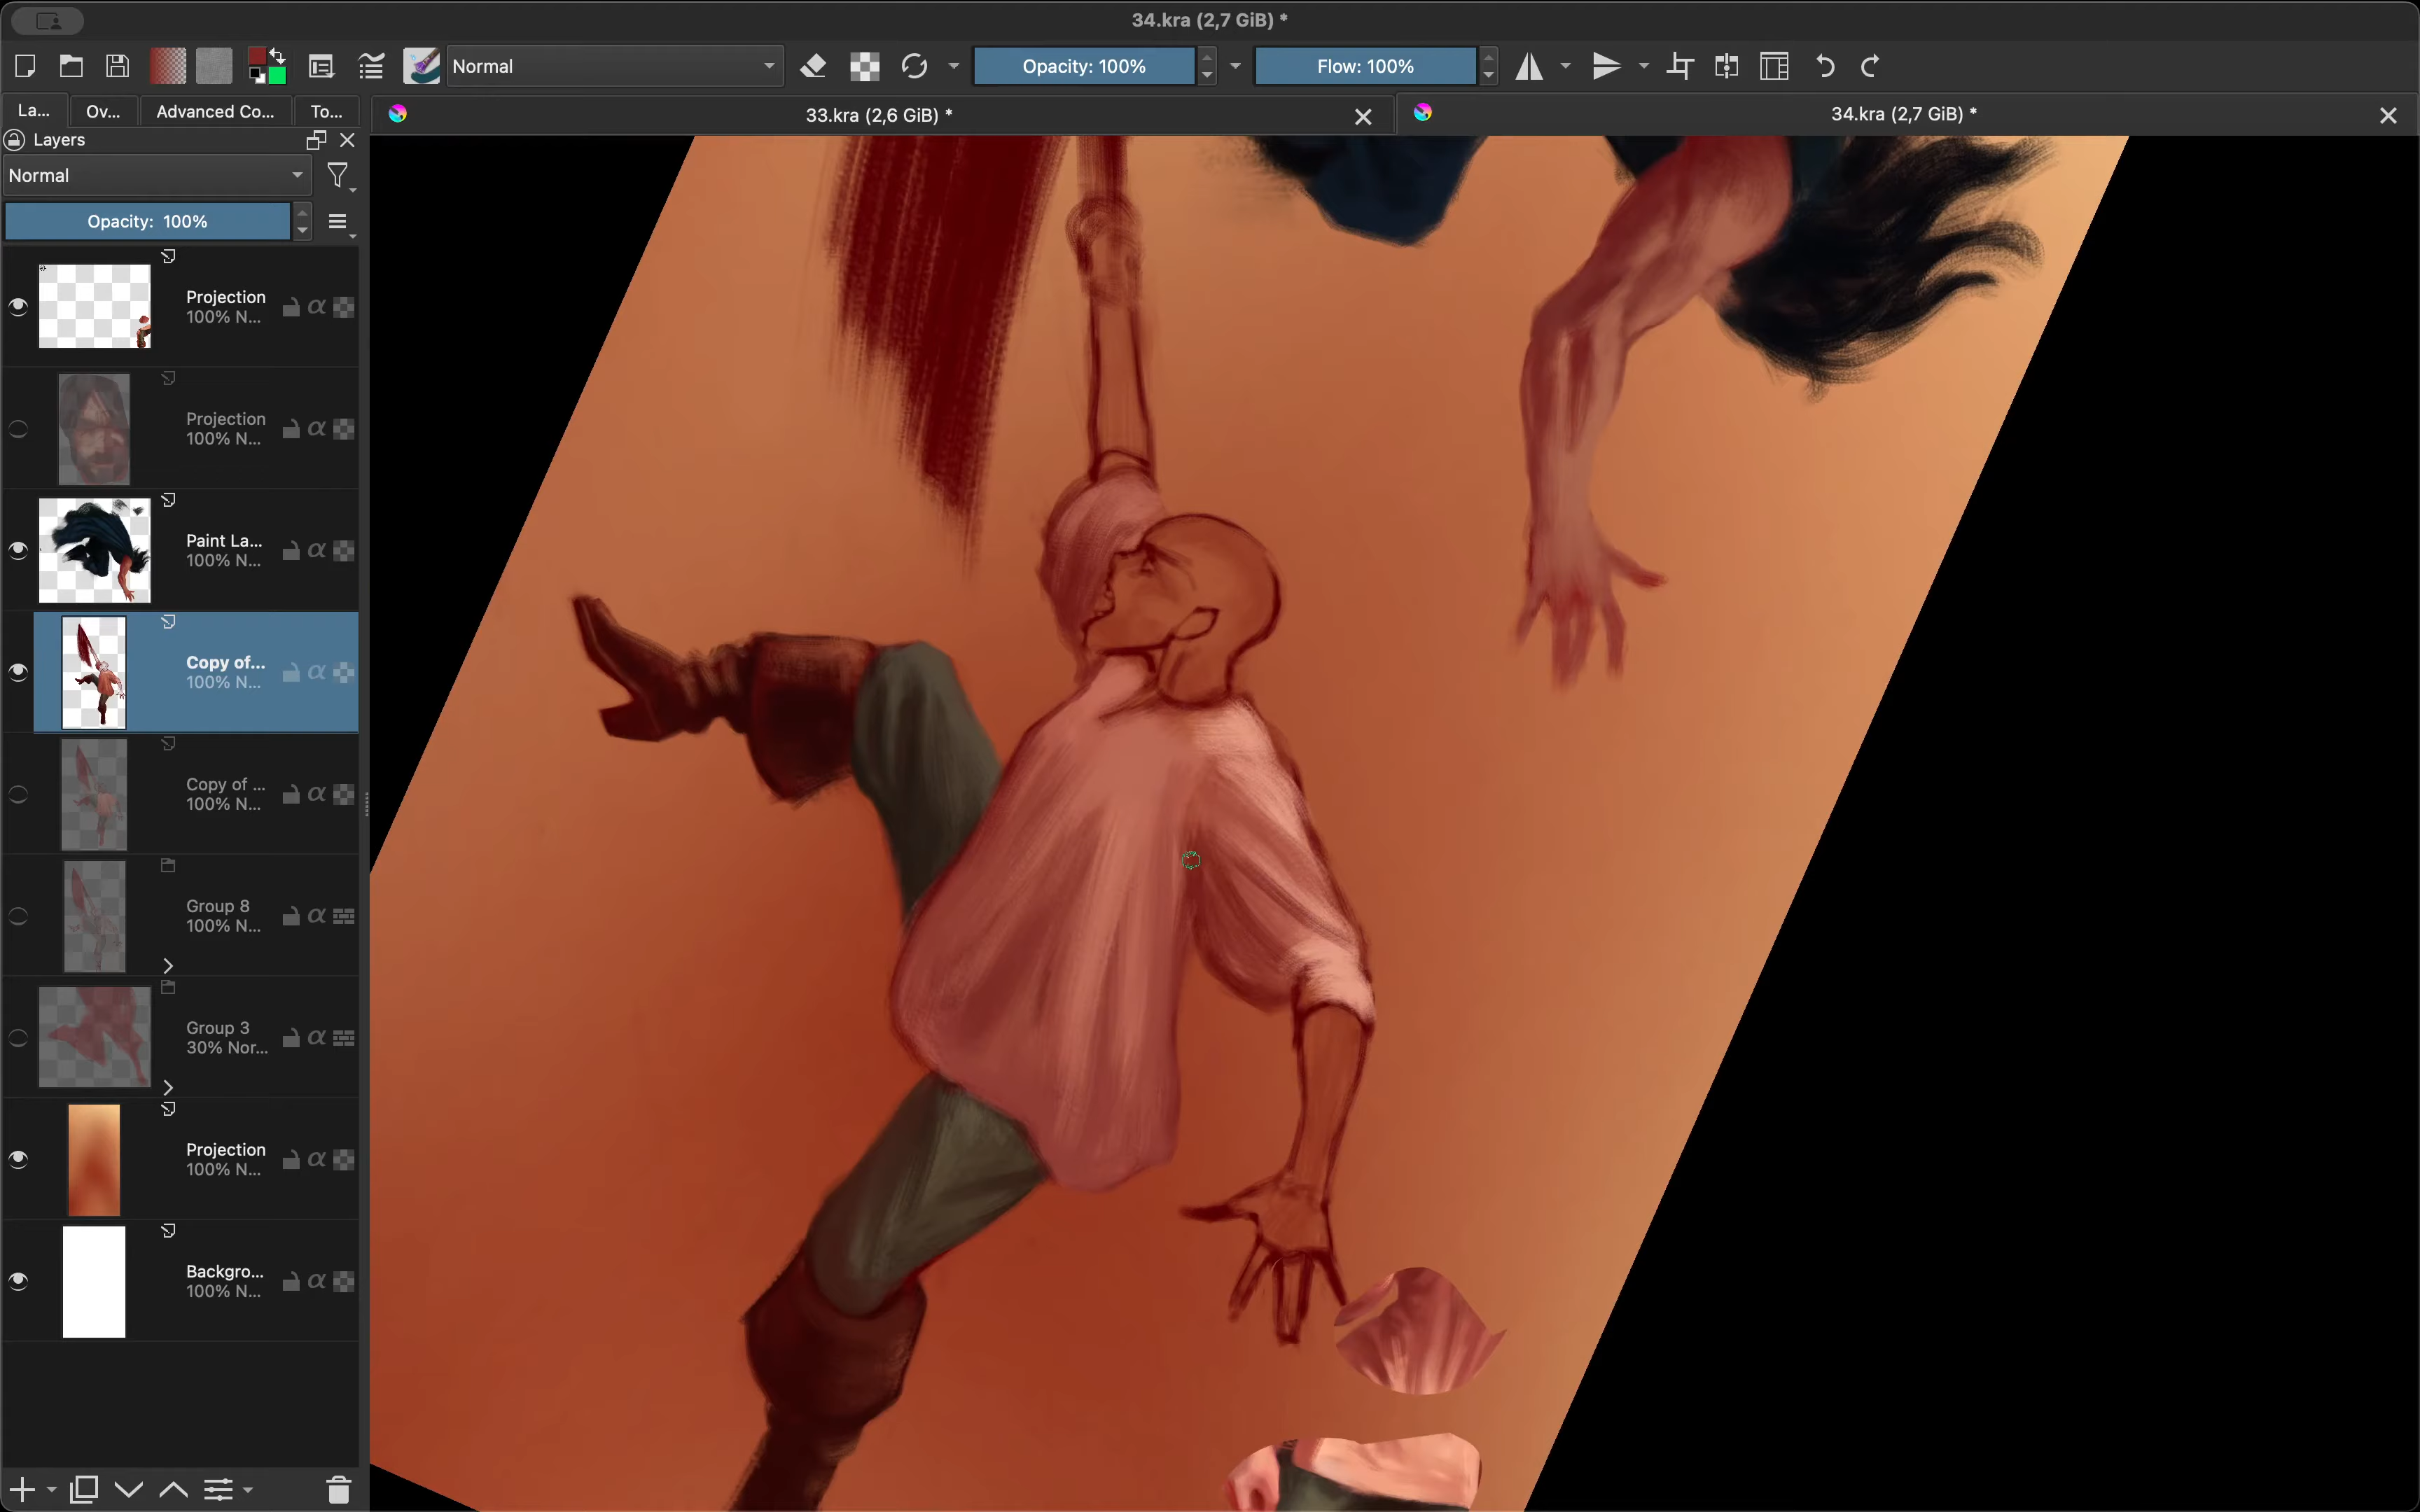 34.kra (2,7 GiB) *
Normal
Opacity: 100%
Flow: 100%
La...
Ov...
Advanced Co...
To...
33.kra (2,6 GiB) *
34.kra (2,7 GiB) *
Layers
Normal
Opacity: 100%
Projection
100% N...
Projection
100% N...
Paint La...
100% N...
Copy of...
100% N...
Copy of ...
100% N...
Group 8
100% N...
Group 3
30% Nor...
Projection
100% N...
Backgro...
100% N...